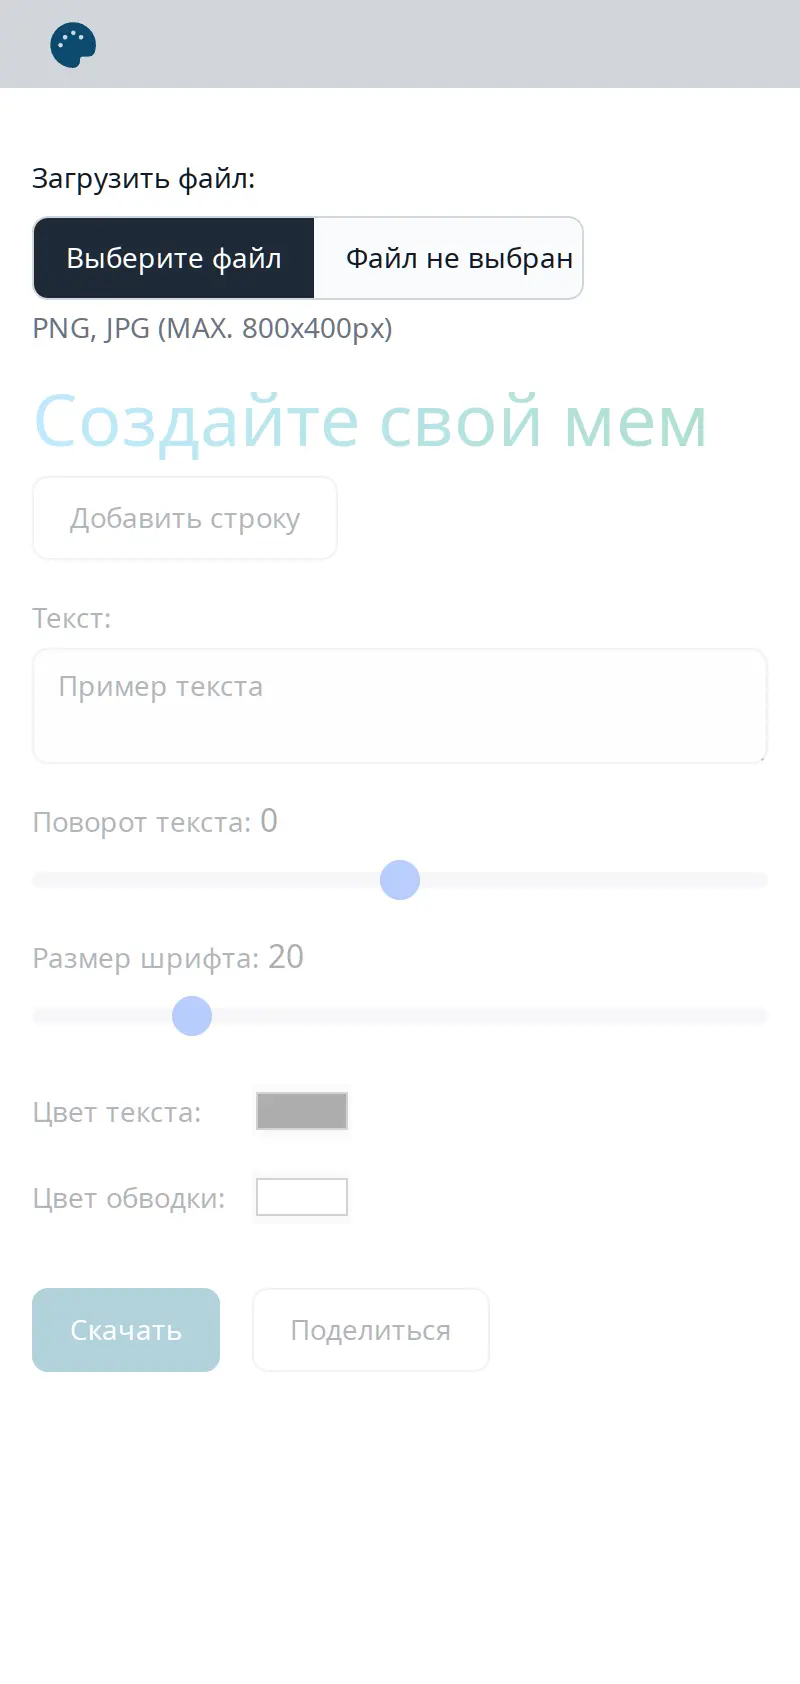 Загрузить файл:
Выберите файл Файл не выбран
PNG, JPG (MAX. 800x400px)
Создайте свой мем
Добавить строку
Текст:
Пример текста
Поворот текста: 0
Размер шрифта: 20
Цвет текста:
Цвет обводки:
Скачать Поделиться